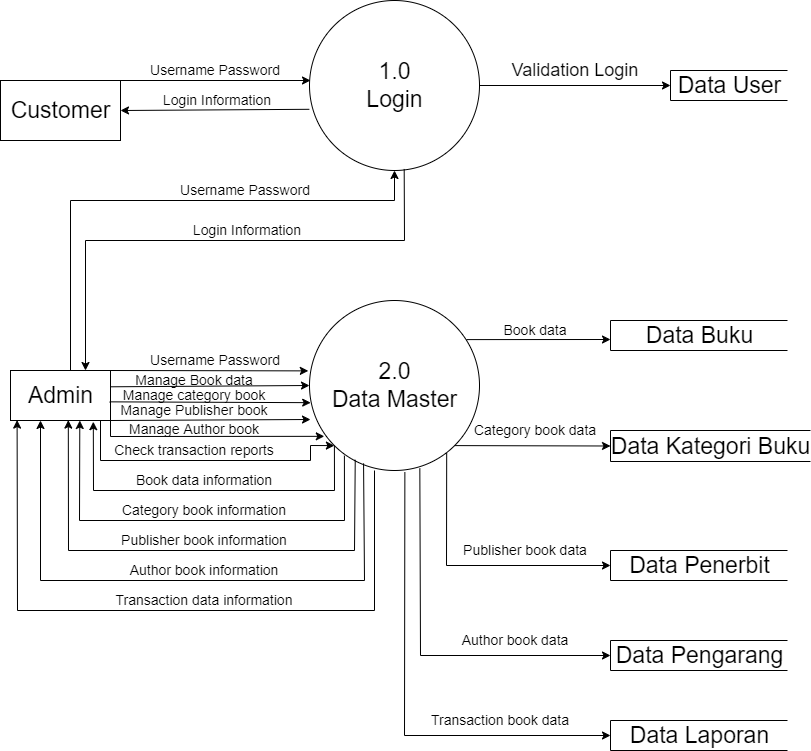 Username Password
1.0
Login
Validation Login
Data User
Customer
Login Information
Username Password
Login Information
Admin
Username Password
Manage Book data
Manage category book
Manage Publisher book
Manage Author book
Check transaction reports
2.0
Data Master
Book data
Data Buku
Category book data
Data Kategori Buku
Book data information
Category book information
Publisher book information
Author book information
Transaction data information
Publisher book data
Data Penerbit
Author book data
Data Pengarang
Transaction book data
Data Laporan